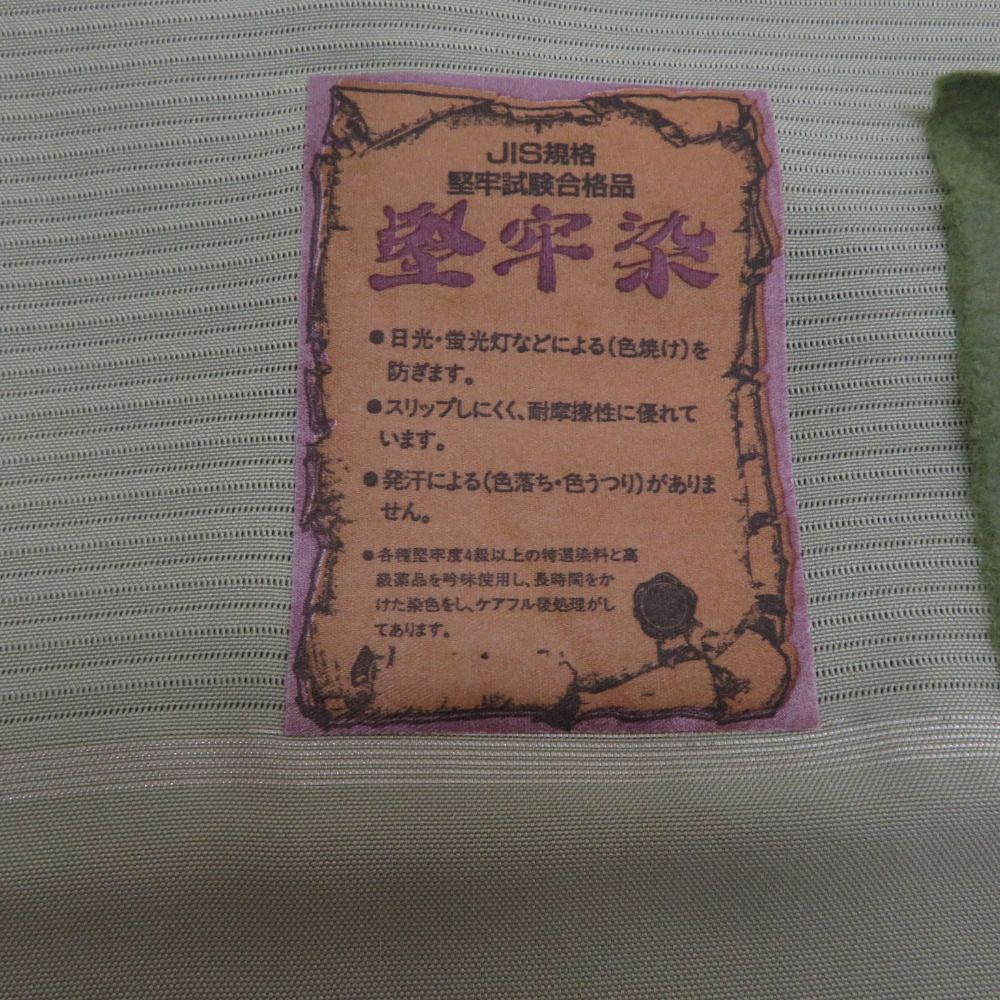 JIS規格
堅牢試験合格品
堅牢染
●日光・蛍光灯などによる(色焼け)を
防ぎます。
●スリップしにくく、耐摩擦性に優れて
います。
●発汗による(色落ち・色うつり)がありま
せん。
●各種堅牢度4級以上の特選染料と高
級薬品を吟味使用し、長時間をか
けた染色をし、ケアフル後処理がし
てあります。